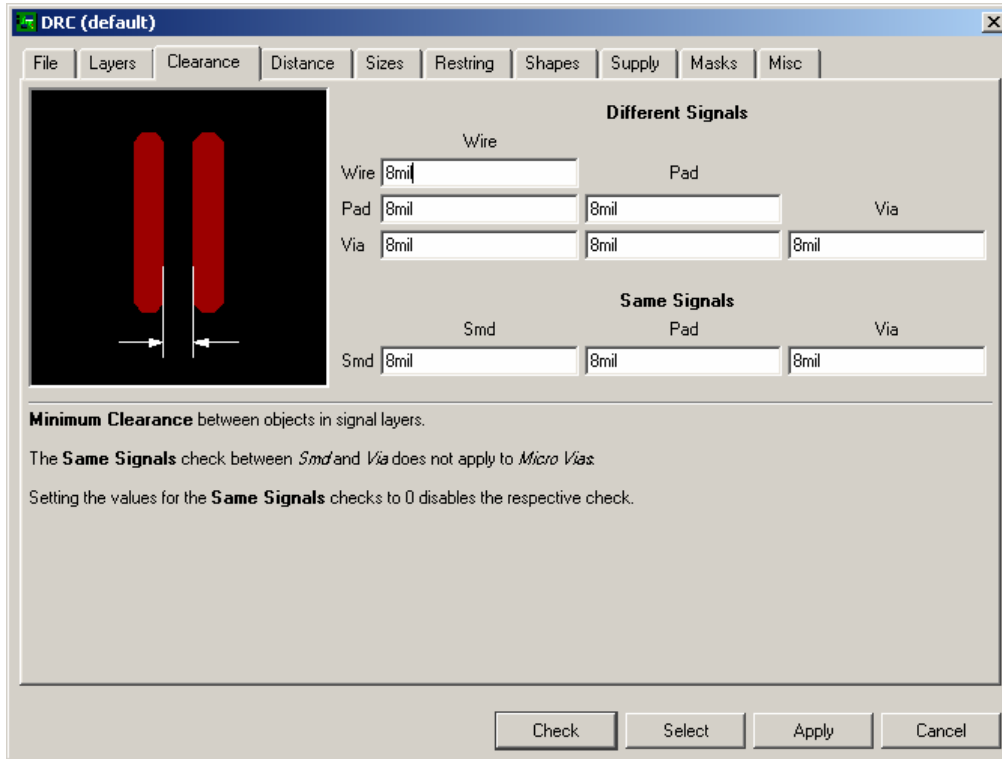 DRC (default)
File Layers Clearance Distance Sizes Restring Shapes Supply Masks Misc
Different Signals
Wire
Wire 8mil Pad
Pad 8mil 8mil Via
Via 8mil 8mil 8mil
Same Signals
Smd Pad Via
Smd 8mil 8mil 8mil
Minimum Clearance between objects in signal layers.
The Same Signals check between Smd and Via does not apply to Micro Vias.
Setting the values for the Same Signals checks to 0 disables the respective check.
Check Select Apply Cancel